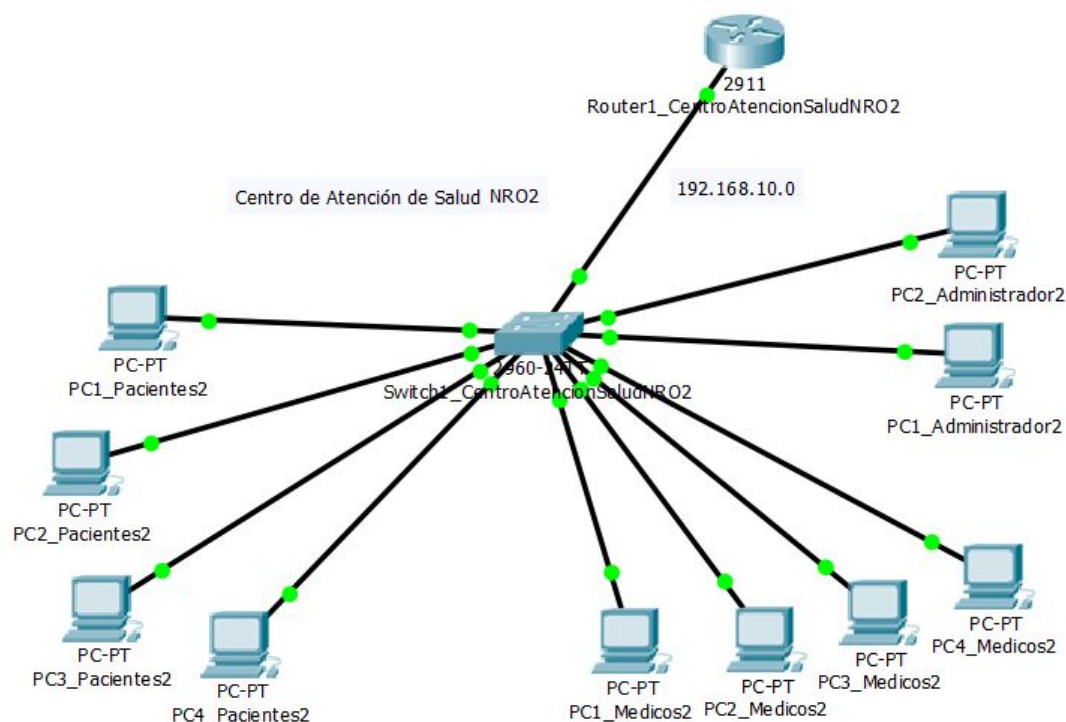 2911
Router1_CentroAtencionSaludNRO2
Centro de Atención de Salud NRO2
192.168.10.0
PC-PT
PC2_Administrador2
PC-PT
PC1_Pacientes2
2960-24TT
Switch1_CentroAtencionSaludNRO2
PC-PT
PC1_Administrador2
PC-PT
PC2_Pacientes2
PC-PT
PC3_Pacientes2
PC-PT
PC4_Pacientes2
PC-PT
PC1_Medicos2
PC-PT
PC2_Medicos2
PC-PT
PC3_Medicos2
PC-PT
PC4_Medicos2